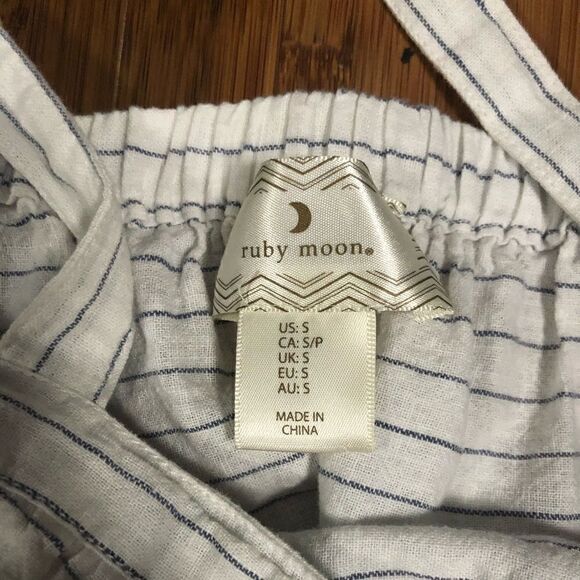 ruby moon®
US: S
CA: S/P
UK: S
EU: S
AU: S
MADE IN
CHINA